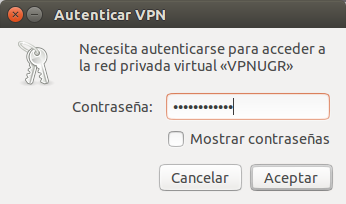 Autenticar VPN
Necesita autenticarse para acceder a
la red privada virtual «VPNUGR»
Contraseña: ••••••••••••
Mostrar contraseñas
Cancelar Aceptar